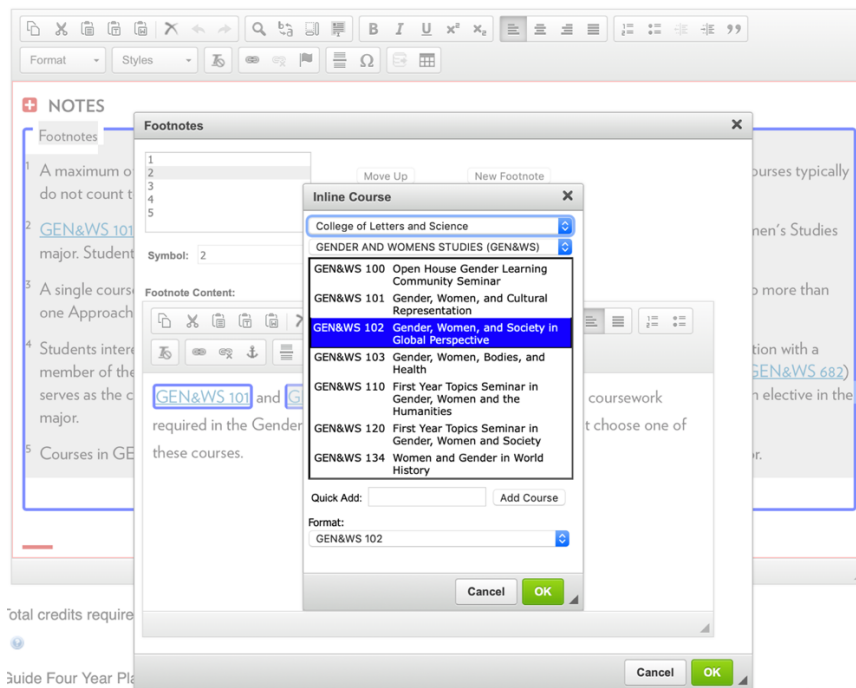 Format
Styles
NOTES
Footnotes
1 A maximum o
do not count t
2 GEN&WS 101
major. Student
3 A single cours
one Approach
4 Students intere
member of the
serves as the c
major.
5 Courses in GE
ourses typically
men's Studies
o more than
tion with a
GEN&WS 682)
n elective in the
or.
Footnotes
1
2
3
4
5
Move Up
New Footnote
Symbol: 2
Footnote Content:
GEN&WS 101 and G
coursework
required in the Gender
t choose one of
these courses.
Inline Course
College of Letters and Science
GENDER AND WOMENS STUDIES (GEN&WS)
GEN&WS 100 Open House Gender Learning
Community Seminar
GEN&WS 101 Gender, Women, and Cultural
Representation
GEN&WS 102 Gender, Women, and Society in
Global Perspective
GEN&WS 103 Gender, Women, Bodies, and
Health
GEN&WS 110 First Year Topics Seminar in
Gender, Women and the
Humanities
GEN&WS 120 First Year Topics Seminar in
Gender, Women and Society
GEN&WS 134 Women and Gender in World
History
Quick Add:
Add Course
Format:
GEN&WS 102
Cancel
OK
Cancel
OK
Total credits require
Guide Four Year Pla